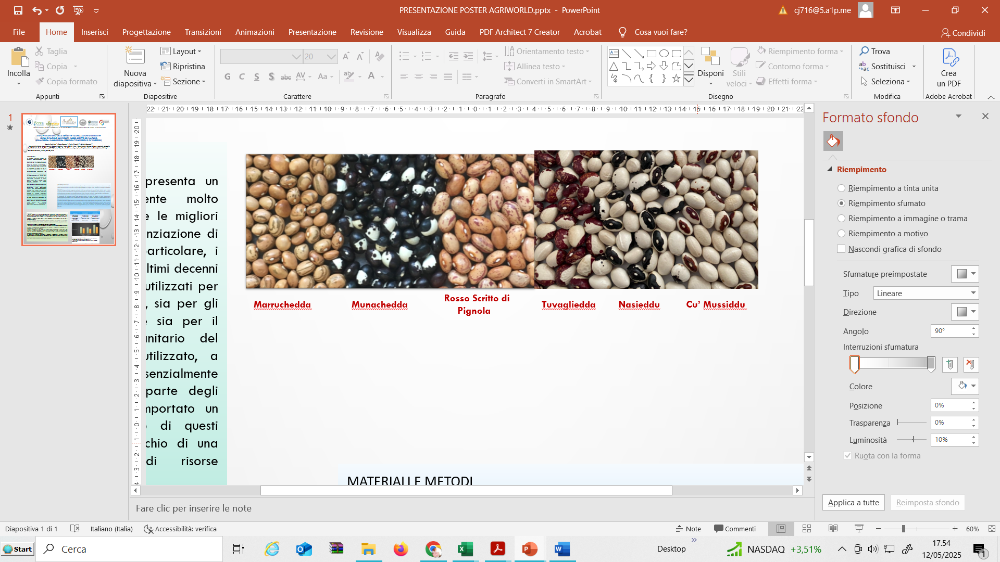 PRESENTAZIONE POSTER AGRIWORLD.pptx - PowerPoint
cj716@5.a1p.me
File Home Inserisci Progettazione Transizioni Animazioni Presentazione Revisione Visualizza Guida PDF Architect 7 Creator Acrobat Cosa vuoi fare? Condividi
Incolla
Taglia
Copia
Copia formato
Appunti
Nuova
diapositiva
Layout
Ripristina
Sezione
Diapositive
20
G C S S abc AV Aa A
Carattere
Orientamento testo
Allinea testo
Converti in SmartArt
Paragrafo
Disponi
Stili
veloci
Riempimento forma
Contorno forma
Effetti forma
Disegno
Trova
Sostituisci
Seleziona
Modifica
Crea
un PDF
Adobe Acrobat
1
presenta un
ente molto
e le migliori
nziazione di
particolare, i
ltimi decenni
utilizzati per
, sia per gli
e sia per il
nitario del
utilizzato, a
senzialmente
parte degli
mportato un
o di questi
chio di una
di risorse
Marruchedda
Munachedda
Rosso Scritto di
Pignola
Tuvagliedda
Nasieddu
Cu' Mussiddu
MATERIALI E METODI
Fare clic per inserire le note
Formato sfondo
Riempimento
Riempimento a tinta unita
Riempimento sfumato
Riempimento a immagine o trama
Riempimento a motivo
Nascondi grafica di sfondo
Sfumature preimpostate
Tipo Lineare
Direzione
Angolo 90°
Interruzioni sfumatura
Colore
Posizione 0%
Trasparenza 0%
Luminosità 10%
Ruota con la forma
Applica a tutte Reimposta sfondo
Diapositiva 1 di 1 Italiano (Italia) Accessibilità: verifica Note Commenti 60%
Start Cerca Desktop NASDAQ +3,51% 17.54
12/05/2025
1